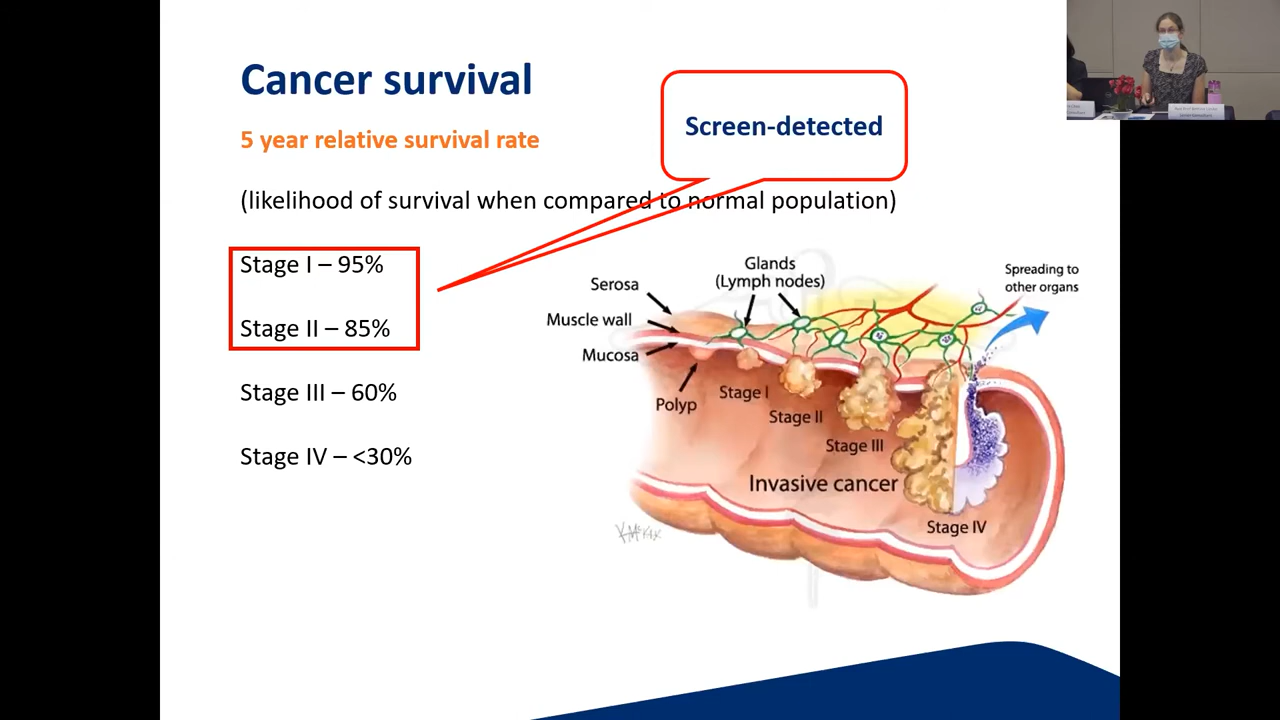 Cancer survival
5 year relative survival rate
Screen-detected
(likelihood of survival when compared to normal population)
Stage I – 95%
Stage II – 85%
Stage III – 60%
Stage IV – <30%
Glands
(Lymph nodes)
Spreading to
other organs
Serosa
Muscle wall
Mucosa
Polyp
Stage I
Stage II
Stage III
Invasive cancer
Stage IV